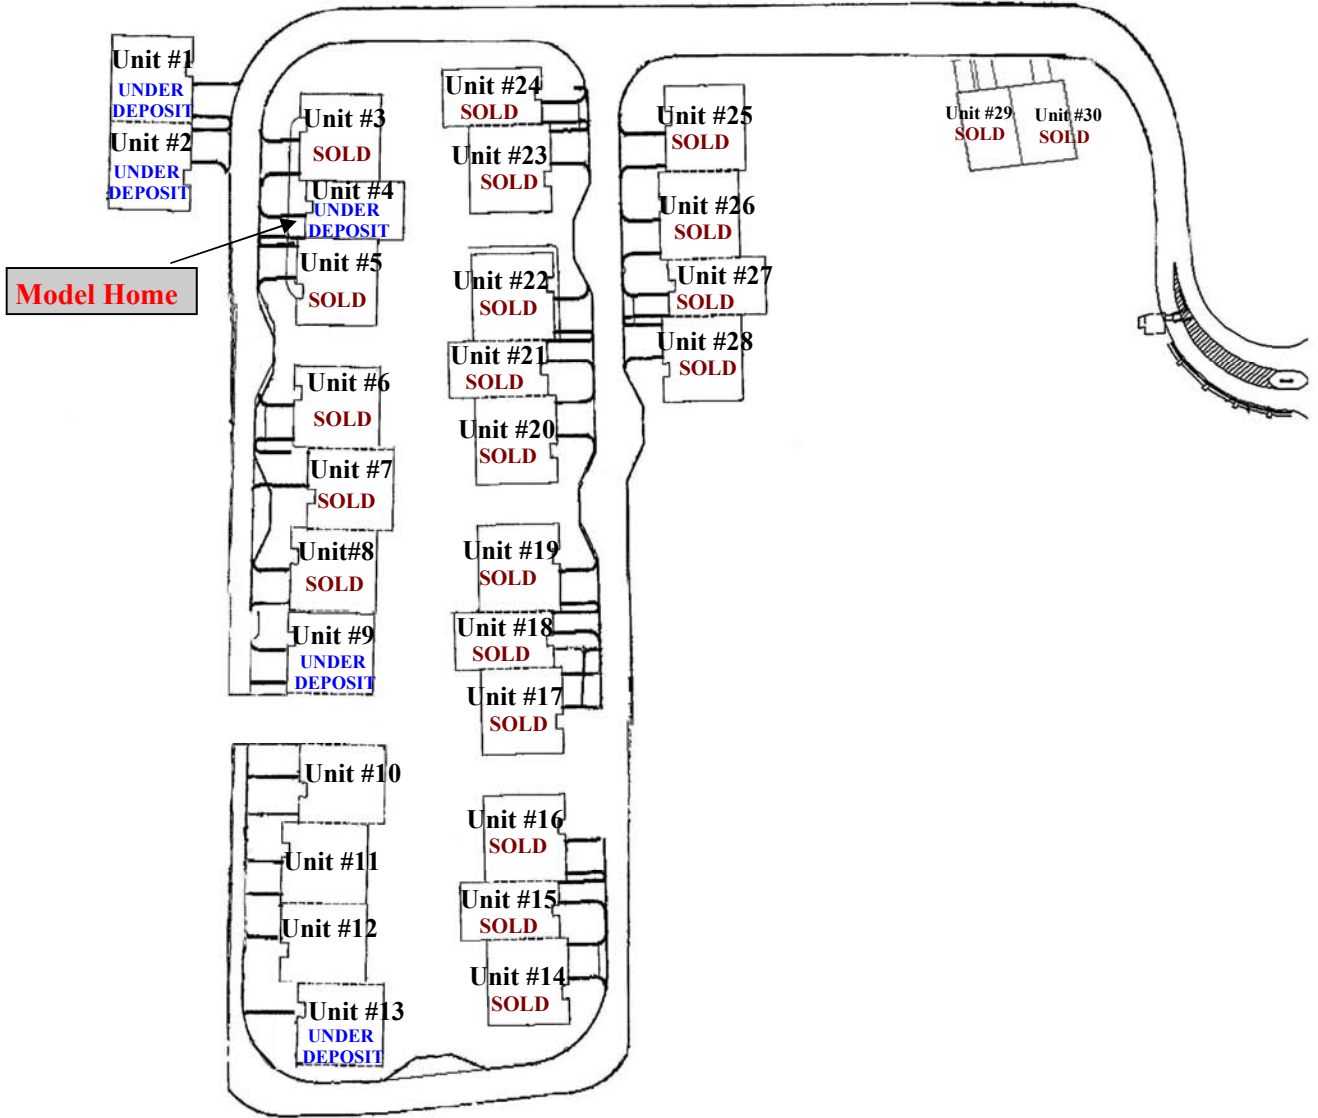 Unit #1
UNDER
DEPOSIT
Unit #2
UNDER
DEPOSIT
Unit #3
SOLD
Unit #4
UNDER
DEPOSIT
Model Home
Unit #5
SOLD
Unit #6
SOLD
Unit #7
SOLD
Unit#8
SOLD
Unit #9
UNDER
DEPOSIT
Unit #10
Unit #11
Unit #12
Unit #13
UNDER
DEPOSIT
Unit #24
SOLD
Unit #23
SOLD
Unit #22
SOLD
Unit #21
SOLD
Unit #20
SOLD
Unit #19
SOLD
Unit #18
SOLD
Unit #17
SOLD
Unit #16
SOLD
Unit #15
SOLD
Unit #14
SOLD
Unit #25
SOLD
Unit #26
SOLD
Unit #27
SOLD
Unit #28
SOLD
Unit #29
SOLD
Unit #30
SOLD